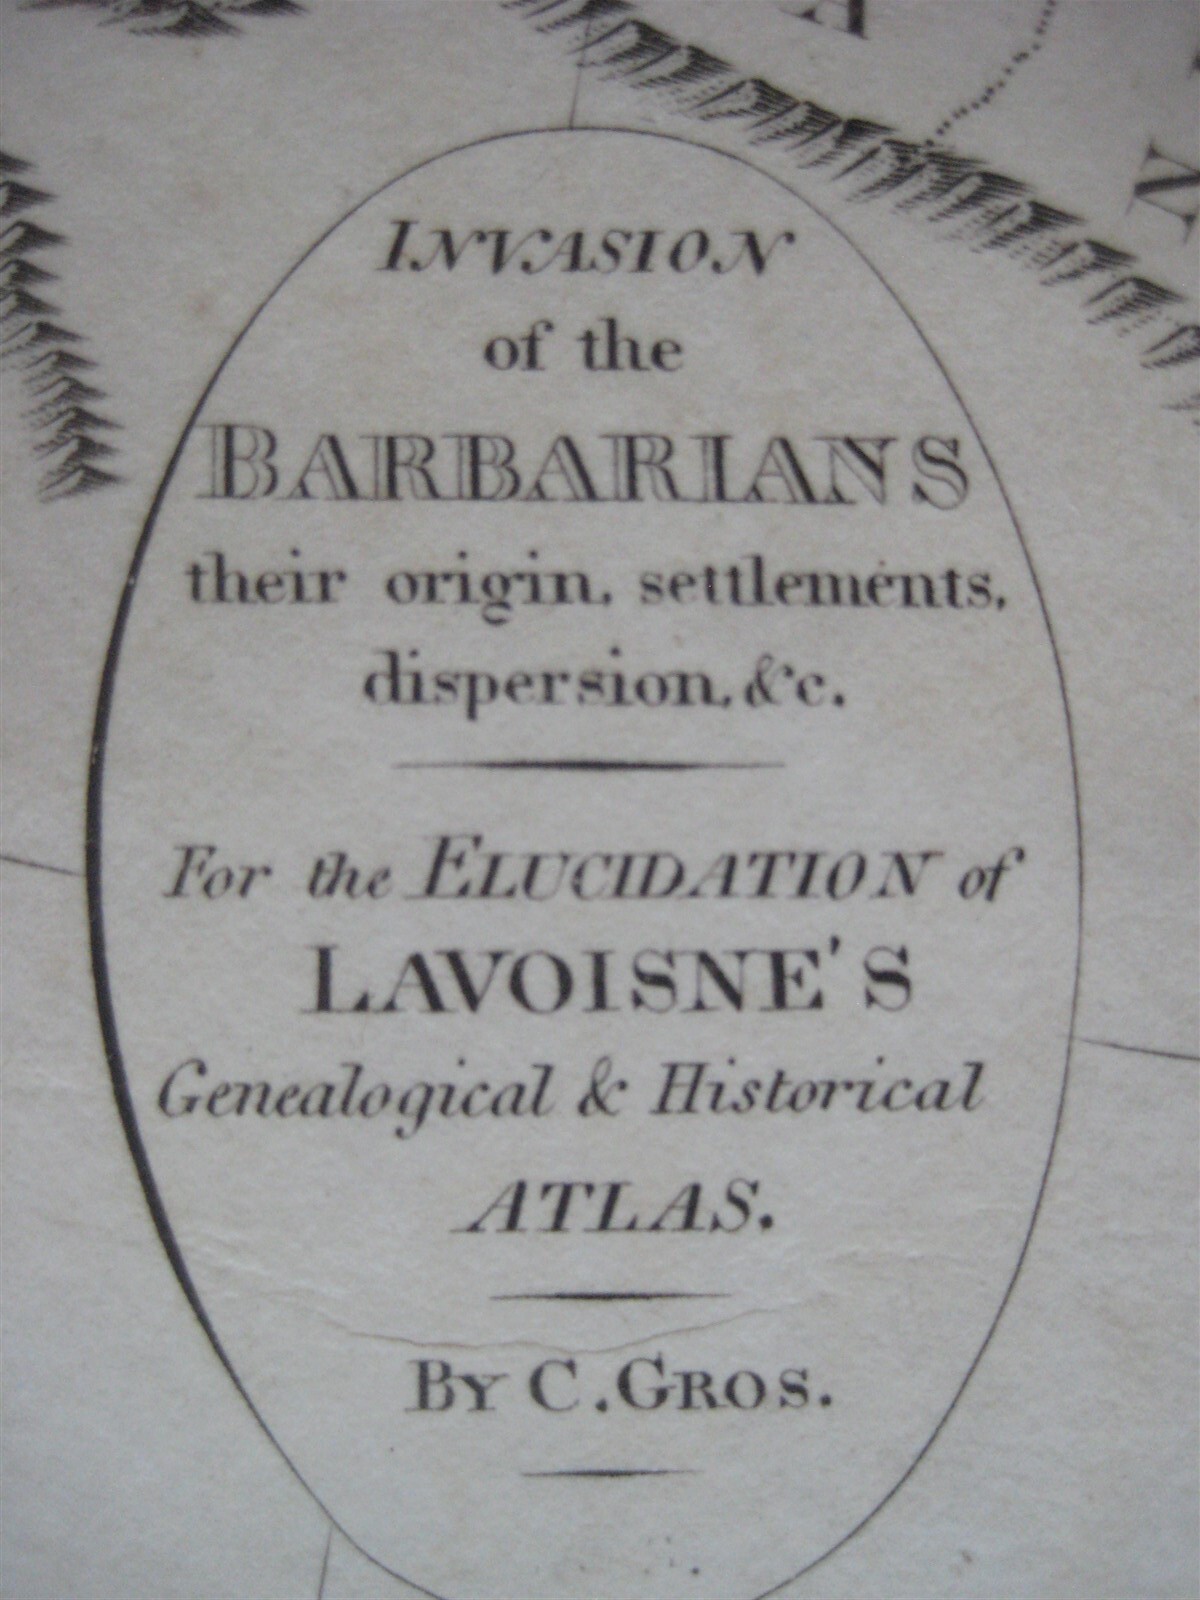 A
Z
INVASION
of the
BARBARIANS
their origin, settlements,
dispersion, &c.
For the ELUCIDATION of
LAVOISNE'S
Genealogical & Historical
ATLAS.
BY C. GROS.